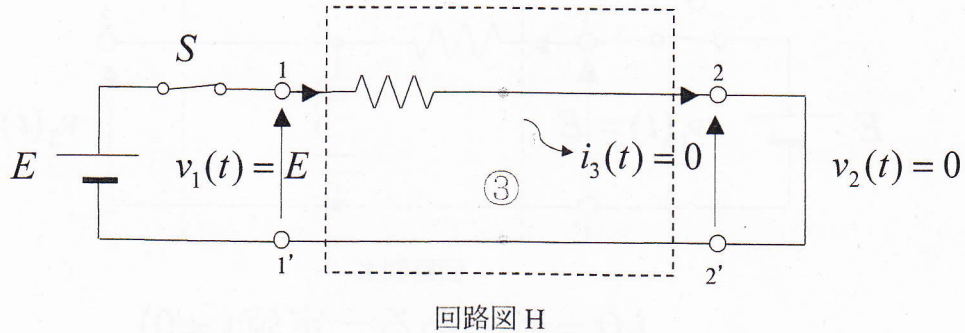 S
1
2
E
v₁(t) = E
i₃(t) = 0
v₂(t) = 0
③
1'
2'
回路図 H